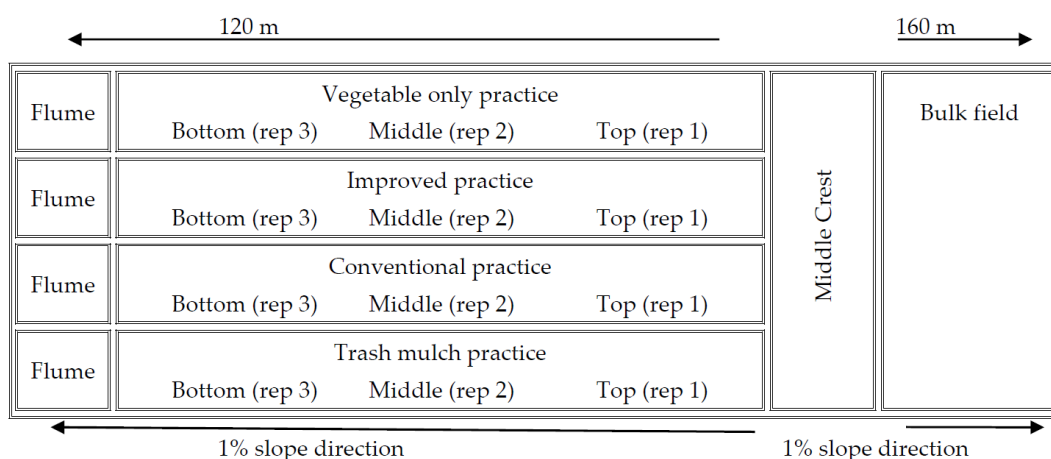 120 m
160 m
Flume
Vegetable only practice
Bottom (rep 3) Middle (rep 2) Top (rep 1)
Flume
Improved practice
Bottom (rep 3) Middle (rep 2) Top (rep 1)
Flume
Conventional practice
Bottom (rep 3) Middle (rep 2) Top (rep 1)
Flume
Trash mulch practice
Bottom (rep 3) Middle (rep 2) Top (rep 1)
Middle Crest
Bulk field
1% slope direction
1% slope direction